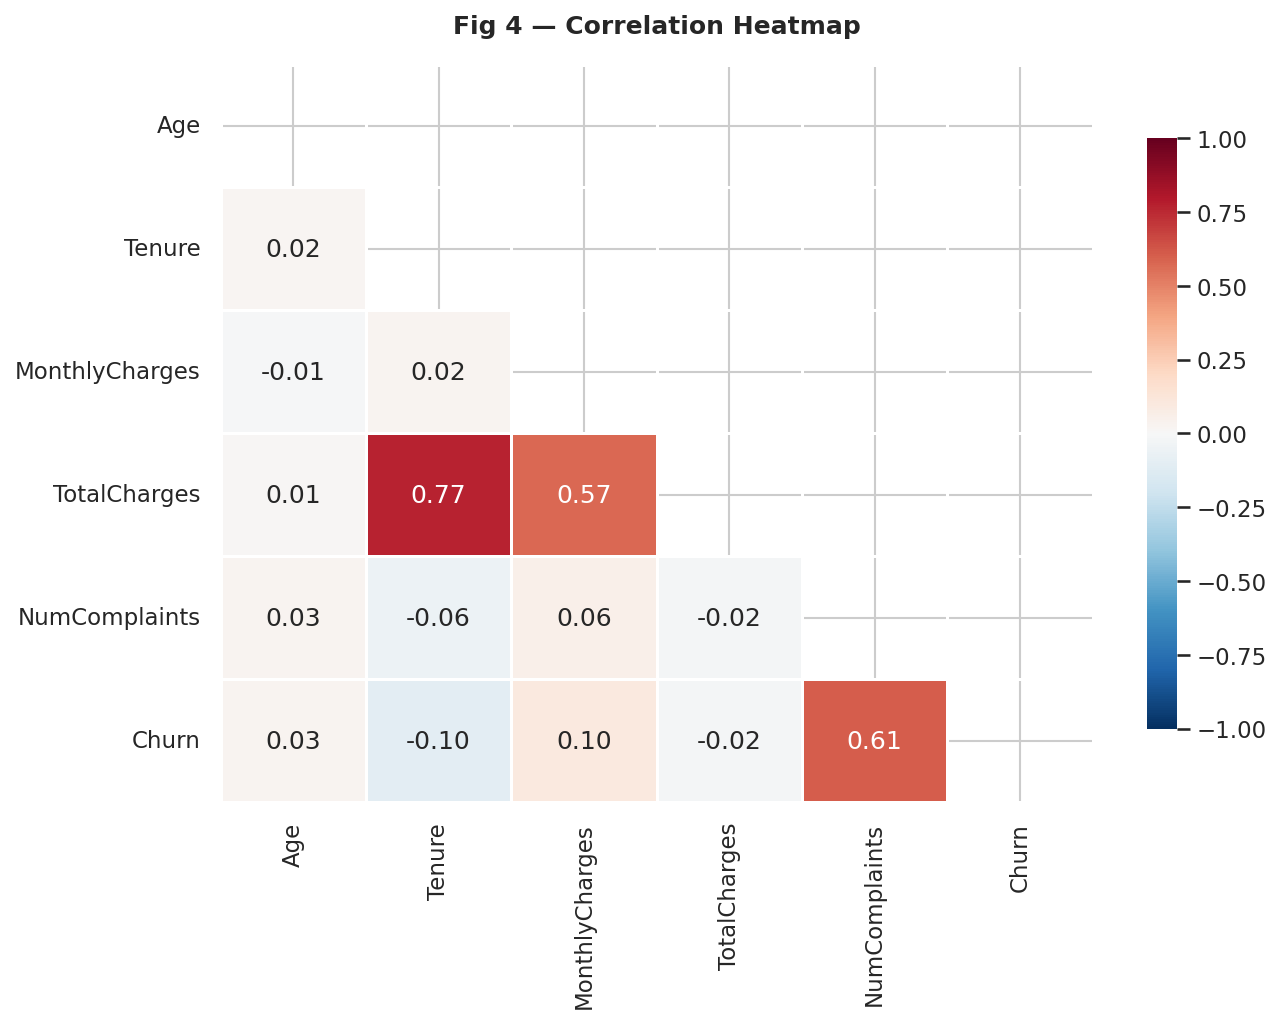 Fig 4 — Correlation Heatmap
Age
Tenure
0.02
MonthlyCharges
-0.01 0.02
TotalCharges
0.01 0.77 0.57
NumComplaints
0.03 -0.06 0.06 -0.02
Churn
0.03 -0.10 0.10 -0.02 0.61
Age
Tenure
MonthlyCharges
TotalCharges
NumComplaints
Churn
1.00
0.75
0.50
0.25
0.00
−0.25
−0.50
−0.75
−1.00